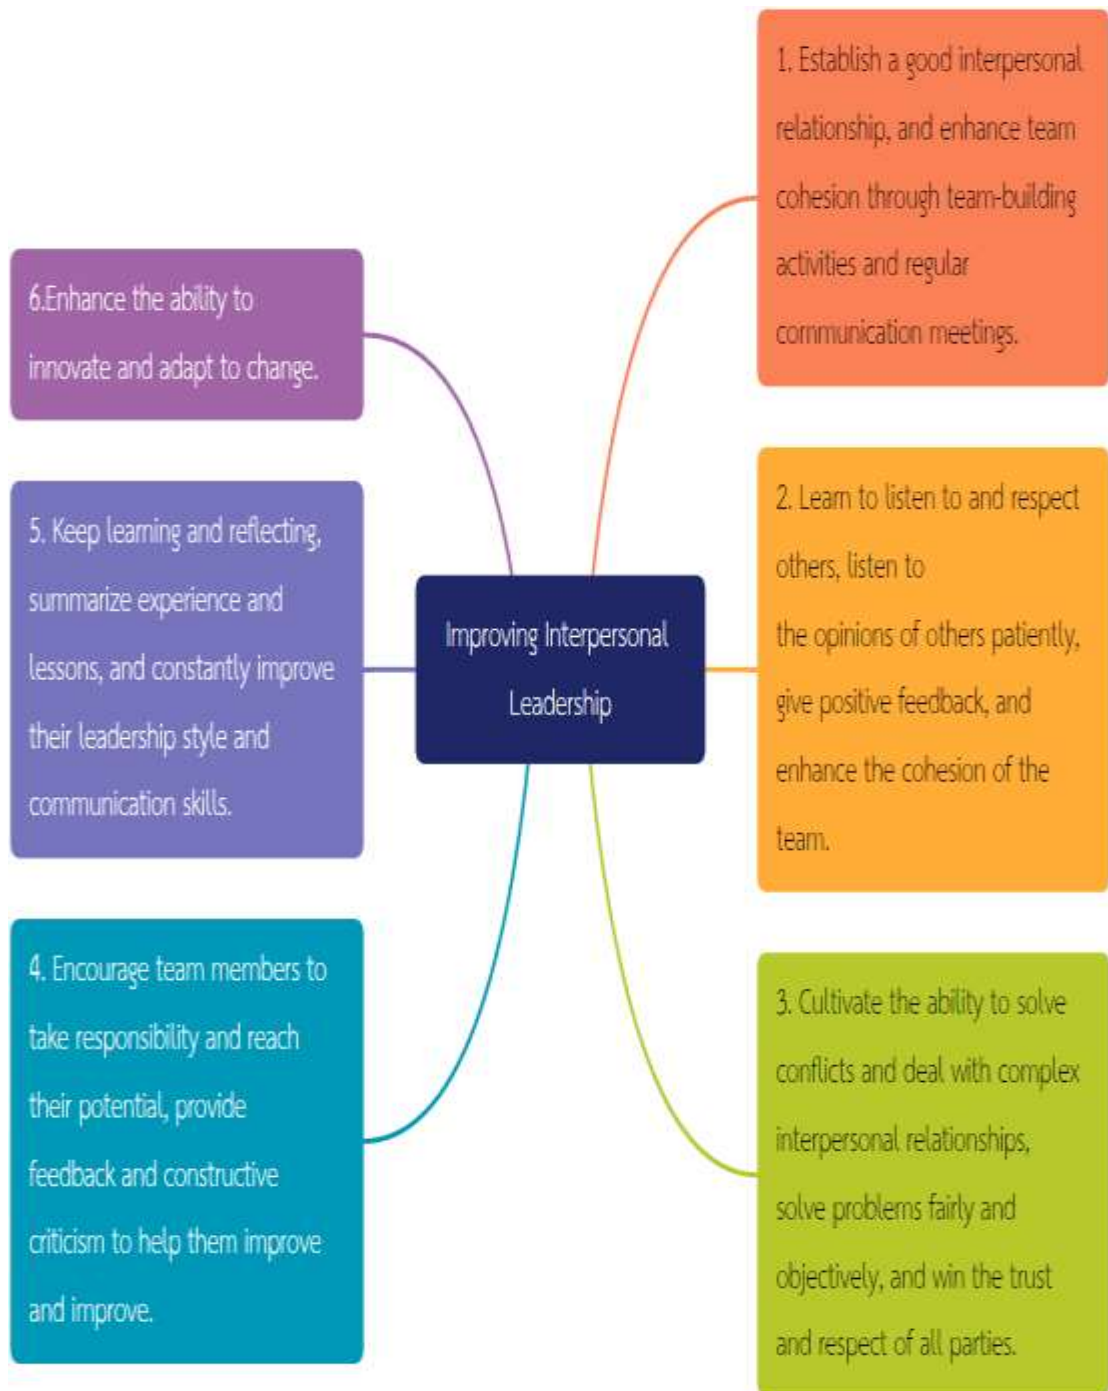 Improving Interpersonal
Leadership
1. Establish a good interpersonal
relationship, and enhance team
cohesion through team-building
activities and regular
communication meetings.
2. Learn to listen to and respect
others, listen to
the opinions of others patiently,
give positive feedback, and
enhance the cohesion of the
team.
3. Cultivate the ability to solve
conflicts and deal with complex
interpersonal relationships,
solve problems fairly and
objectively, and win the trust
and respect of all parties.
4. Encourage team members to
take responsibility and reach
their potential, provide
feedback and constructive
criticism to help them improve
and improve.
5. Keep learning and reflecting,
summarize experience and
lessons, and constantly improve
their leadership style and
communication skills.
6.Enhance the ability to
innovate and adapt to change.